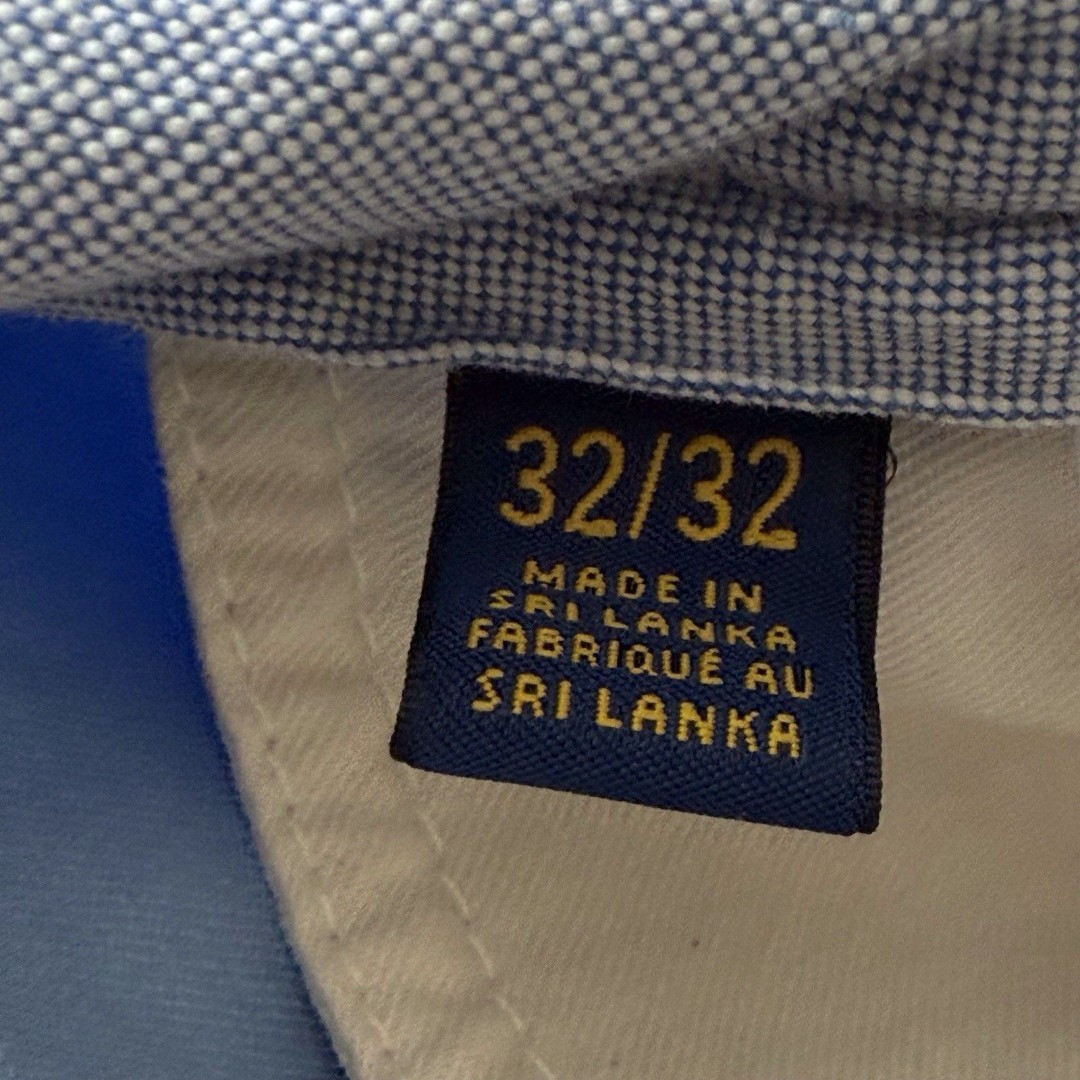 32/32
MADE IN
SRI LANKA
FABRIQUÉ AU
SRI LANKA